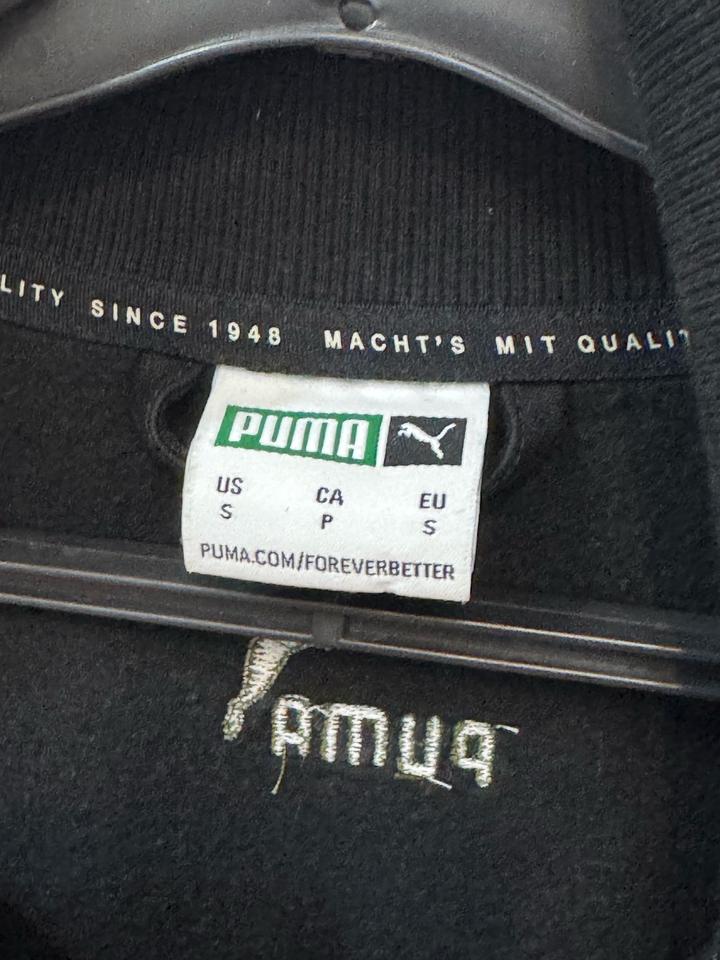 LITY SINCE 1948 MACHT'S MIT QUALIT
PUMA
US CA EU
S P S
PUMA.COM/FOREVERBETTER